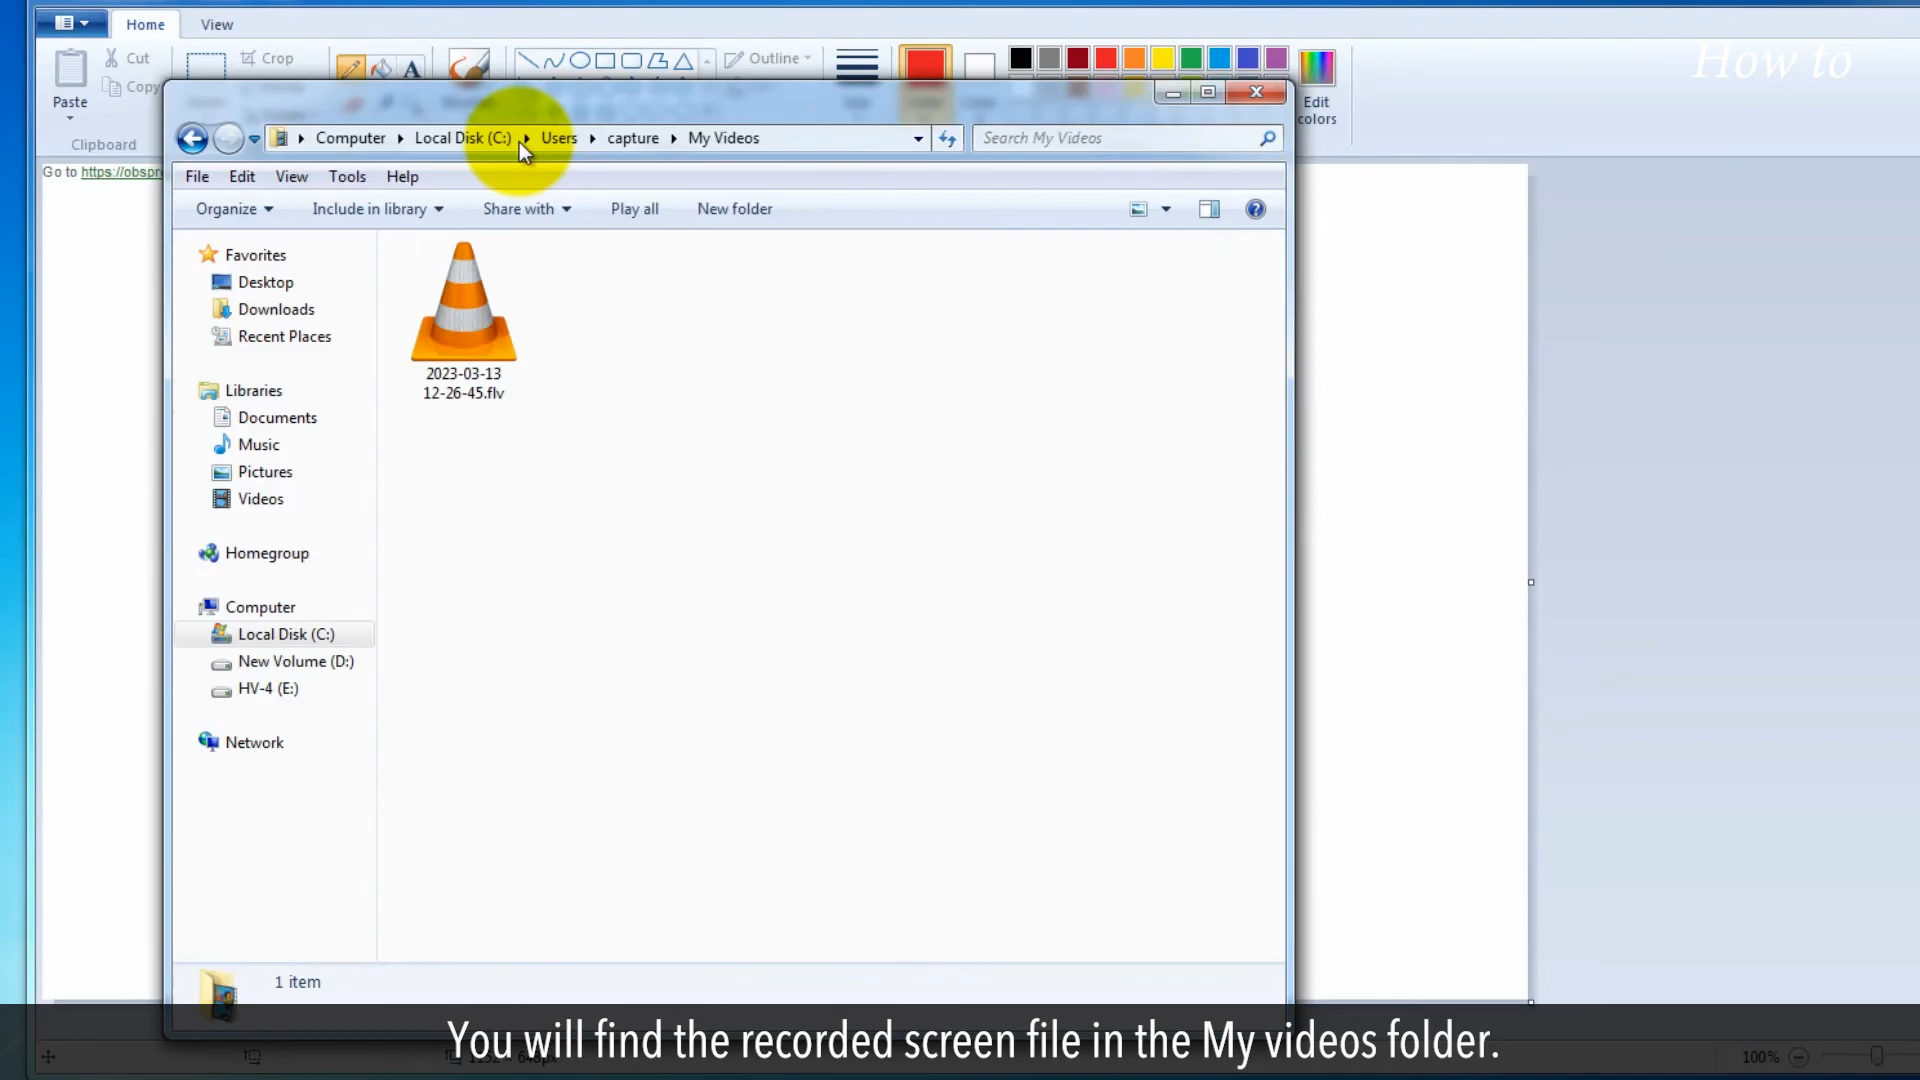 Home
View
How to
Cut
Crop
Outline
Copy
Paste
Edit
colors
Clipboard
Computer
Local Disk (C:)
Users
capture
My Videos
Search My Videos
Go to https://obspr
File
Edit
View
Tools
Help
Organize
Include in library
Share with
Play all
New folder
Favorites
Desktop
Downloads
Recent Places
Libraries
Documents
Music
Pictures
Videos
Homegroup
Computer
Local Disk (C:)
New Volume (D:)
HV-4 (E:)
Network
2023-03-13
12-26-45.flv
1 item
You will find the recorded screen file in the My videos folder.
100%